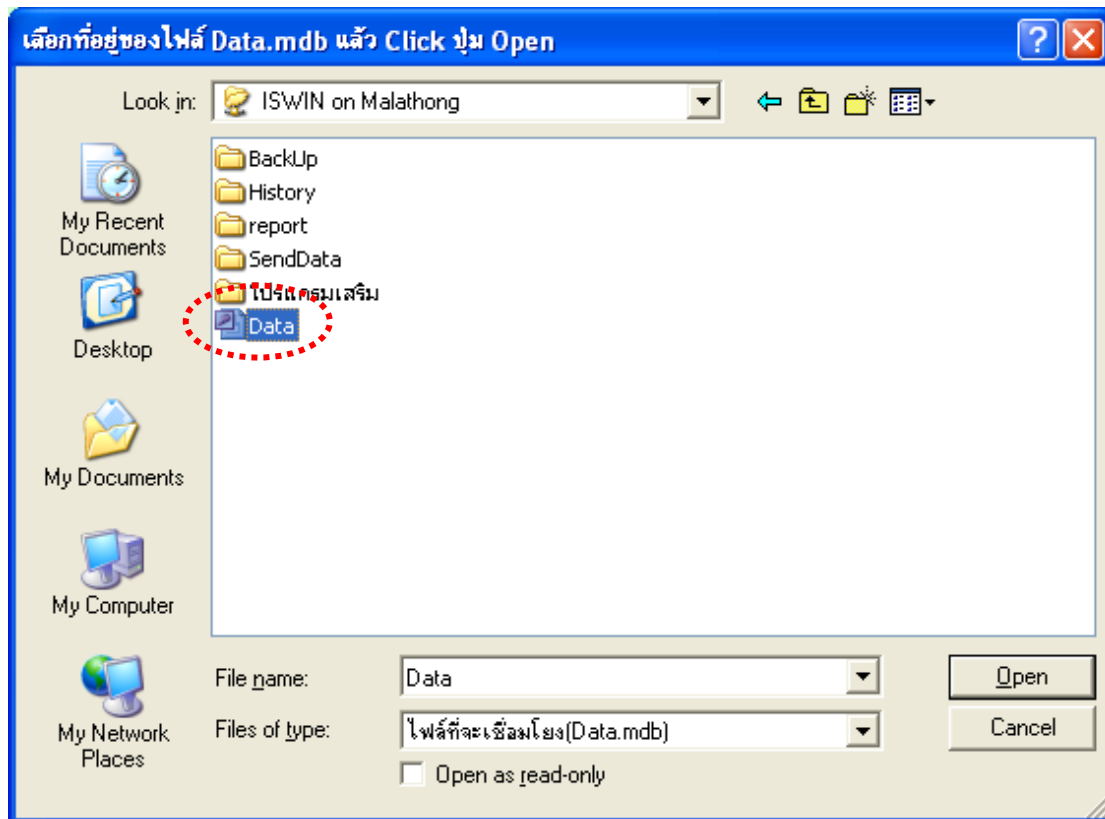 เลือกที่อยู่ของไฟล์ Data.mdb แล้ว Click ปุ่ม Open
Look in:
ISWIN on Malathong
My Recent
Documents
Desktop
My Documents
My Computer
My Network
Places
BackUp
History
report
SendData
โปรแกรมเสริม
Data
File name:
Data
Open
Files of type:
ไฟล์ที่จะเชื่อมโยง(Data.mdb)
Cancel
Open as read-only